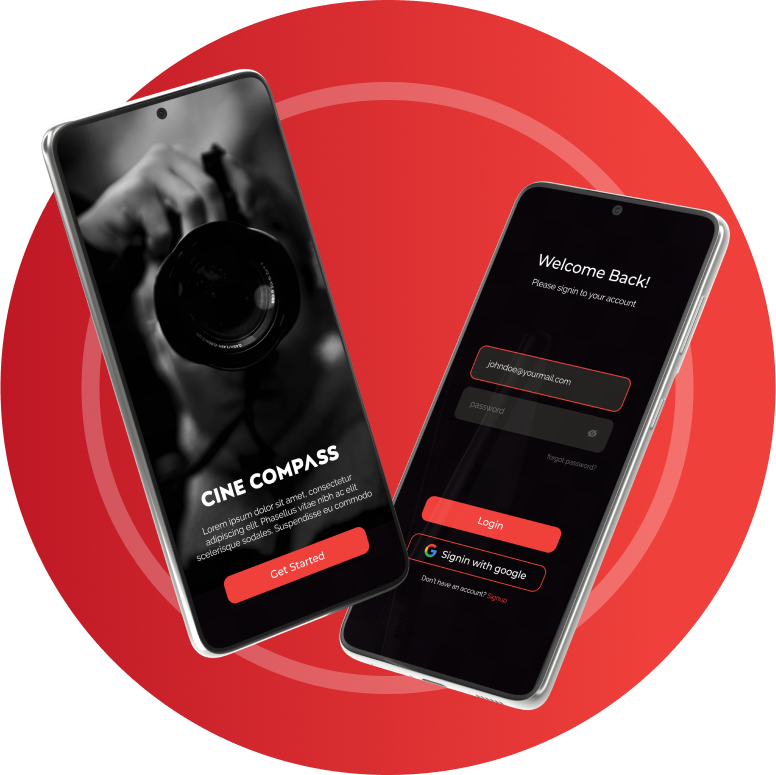 CINE COMPASS
Lorem ipsum dolor sit amet, consectetur
adipiscing elit. Phasellus vitae nibh ac elit
scelerisque sodales. Suspendisse eu commodo
Get Started
Welcome Back!
Please signin to your account
johndoe@yourmail.com
password
forgot password?
Login
Signin with google
Don't have an account? Signup